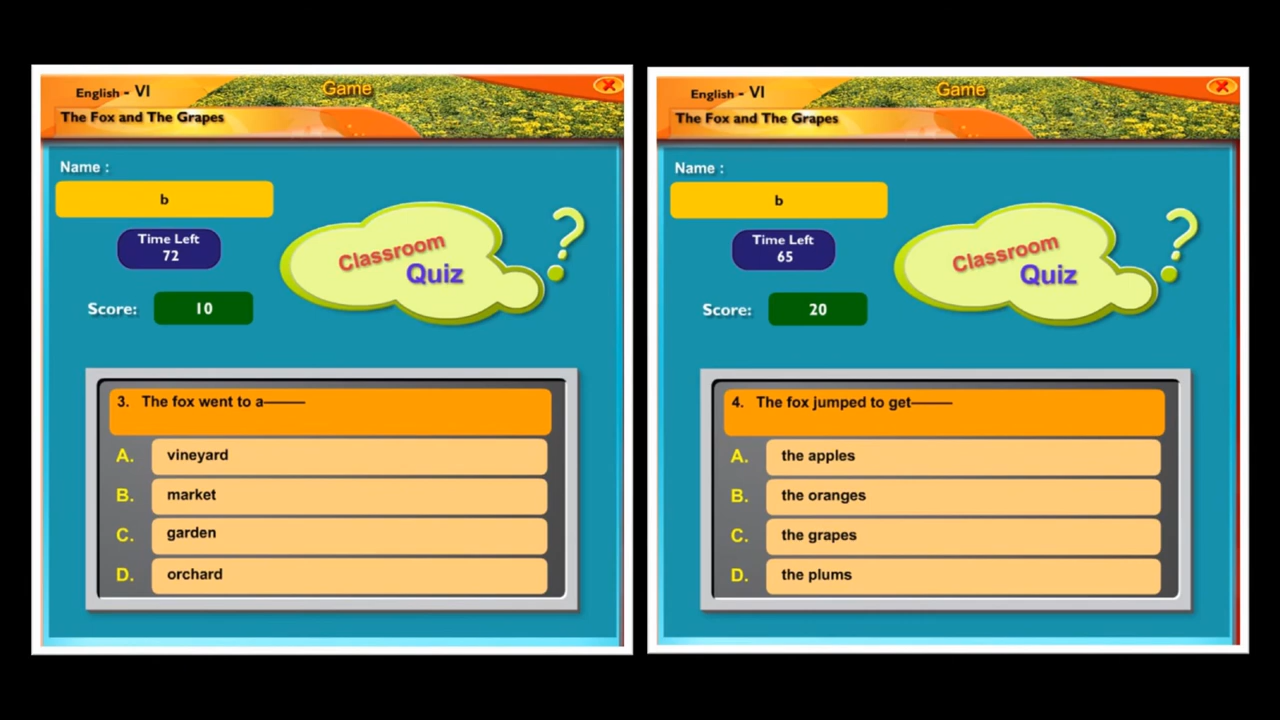 English - VI
Game
The Fox and The Grapes
Name :
b
Time Left
72
Score:
10
Classroom
Quiz
?
3. The fox went to a———
A. vineyard
B. market
C. garden
D. orchard
English - VI
Game
The Fox and The Grapes
Name :
b
Time Left
65
Score:
20
Classroom
Quiz
?
4. The fox jumped to get———
A. the apples
B. the oranges
C. the grapes
D. the plums